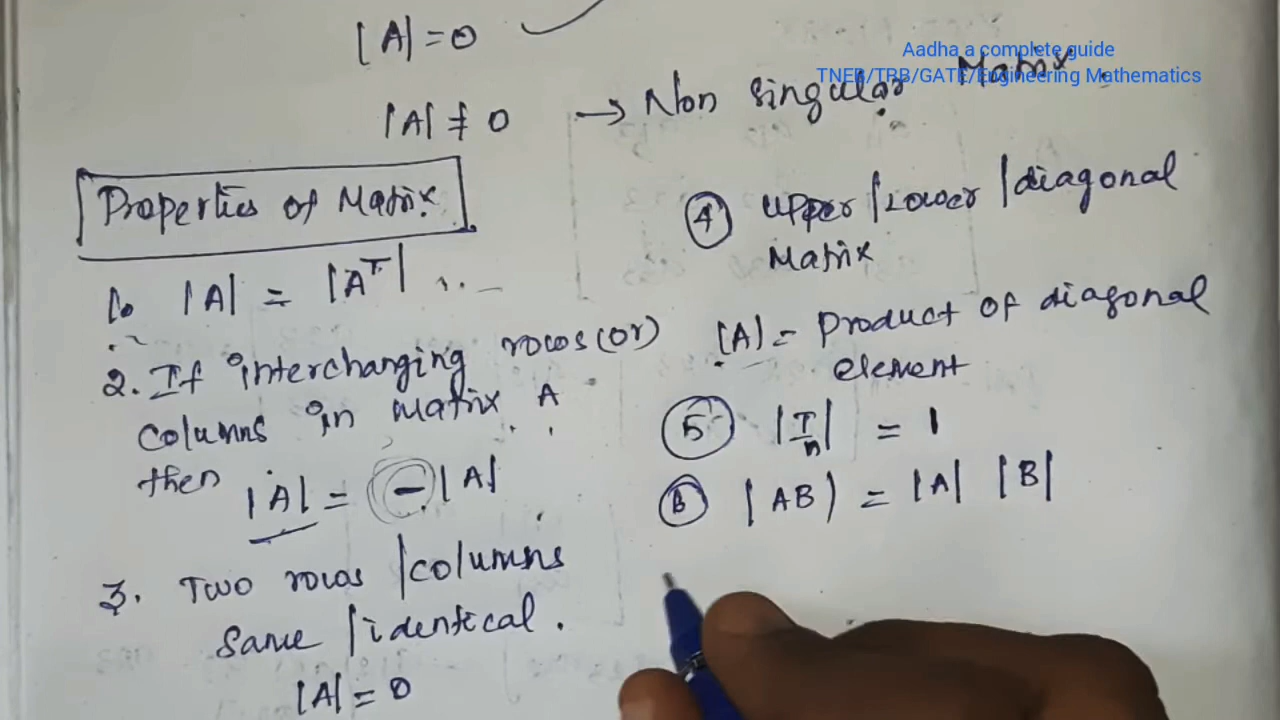 |A| = 0
Aadha a complete guide
TNEB/TRB/GATE/Engineering Mathematics
|A| ≠ 0 → Non singular Matrix.
Properties of Matrix.
1. |A| = |Aᵀ|
2. If interchanging rows (or)
columns in Matrix A
then |A| = - |A|
3. Two rows / columns
same / identical.
|A| = 0
④ Upper / Lower / diagonal
Matrix
|A| = Product of diagonal
element
⑤ |Iₙ| = 1
⑥ |AB| = |A| |B|